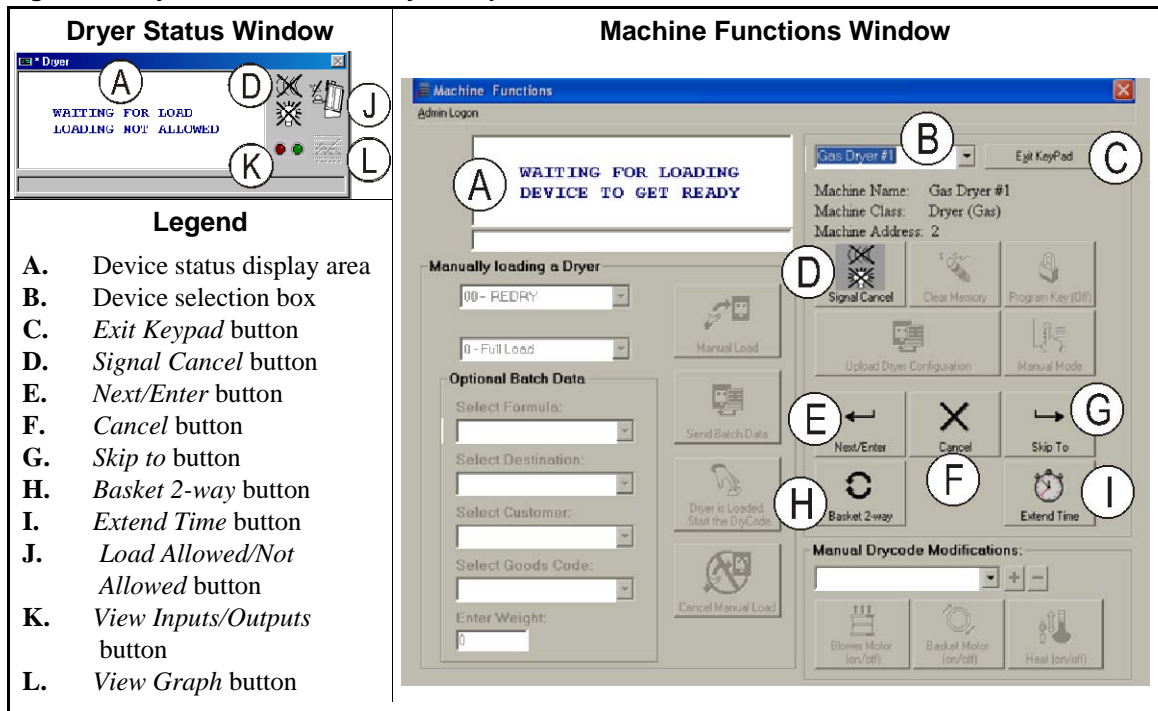 Dryer Status Window
* Dryer
A
D
WAITING FOR LOAD
LOADING NOT ALLOWED
J
K
L
Legend
A. Device status display area
B. Device selection box
C. Exit Keypad button
D. Signal Cancel button
E. Next/Enter button
F. Cancel button
G. Skip to button
H. Basket 2-way button
I. Extend Time button
J. Load Allowed/Not
Allowed button
K. View Inputs/Outputs
button
L. View Graph button
Machine Functions Window
Machine Functions
Admin Logon
A
WAITING FOR LOADING
DEVICE TO GET READY
Gas Dryer #1
B
Exit KeyPad
C
Machine Name: Gas Dryer #1
Machine Class: Dryer (Gas)
Machine Address: 2
D
Signal Cancel
Clear Memory
Program Key (Off)
Upload Dryer Configuration
Manual Mode
Manually loading a Dryer
00 - REDRY
0 - Full Load
Manual Load
Optional Batch Data
Select Formula:
Select Destination:
Select Customer:
Select Goods Code:
Enter Weight:
0
Send Batch Data
Dryer is Loaded.
Start the DryCode
Cancel Manual Load
E
Next/Enter
Cancel
F
Skip To
G
H
Basket 2-way
Extend Time
I
Manual Drycode Modifications:
+ -
Blower Motor
(on/off)
Basket Motor
(on/off)
Heat (on/off)